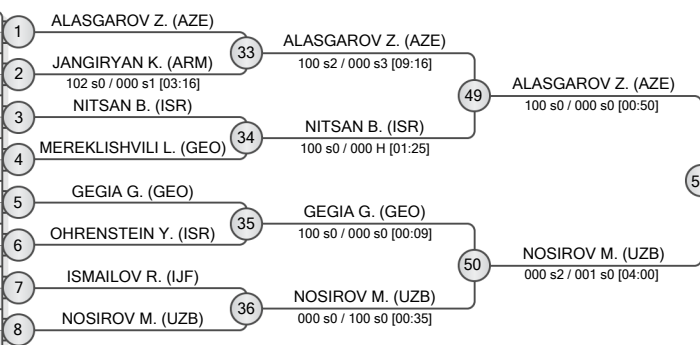 1 ALASGAROV Z. (AZE)
2 JANGIRYAN K. (ARM)
102 s0 / 000 s1 [03:16]
3 NITSAN B. (ISR)
4 MEREKLISHVILI L. (GEO)
5 GEGIA G. (GEO)
6 OHRENSTEIN Y. (ISR)
7 ISMAILOV R. (IJF)
8 NOSIROV M. (UZB)
33 ALASGAROV Z. (AZE)
100 s2 / 000 s3 [09:16]
34 NITSAN B. (ISR)
100 s0 / 000 H [01:25]
35 GEGIA G. (GEO)
100 s0 / 000 s0 [00:09]
36 NOSIROV M. (UZB)
000 s0 / 100 s0 [00:35]
49 ALASGAROV Z. (AZE)
100 s0 / 000 s0 [00:50]
50 NOSIROV M. (UZB)
000 s2 / 001 s0 [04:00]